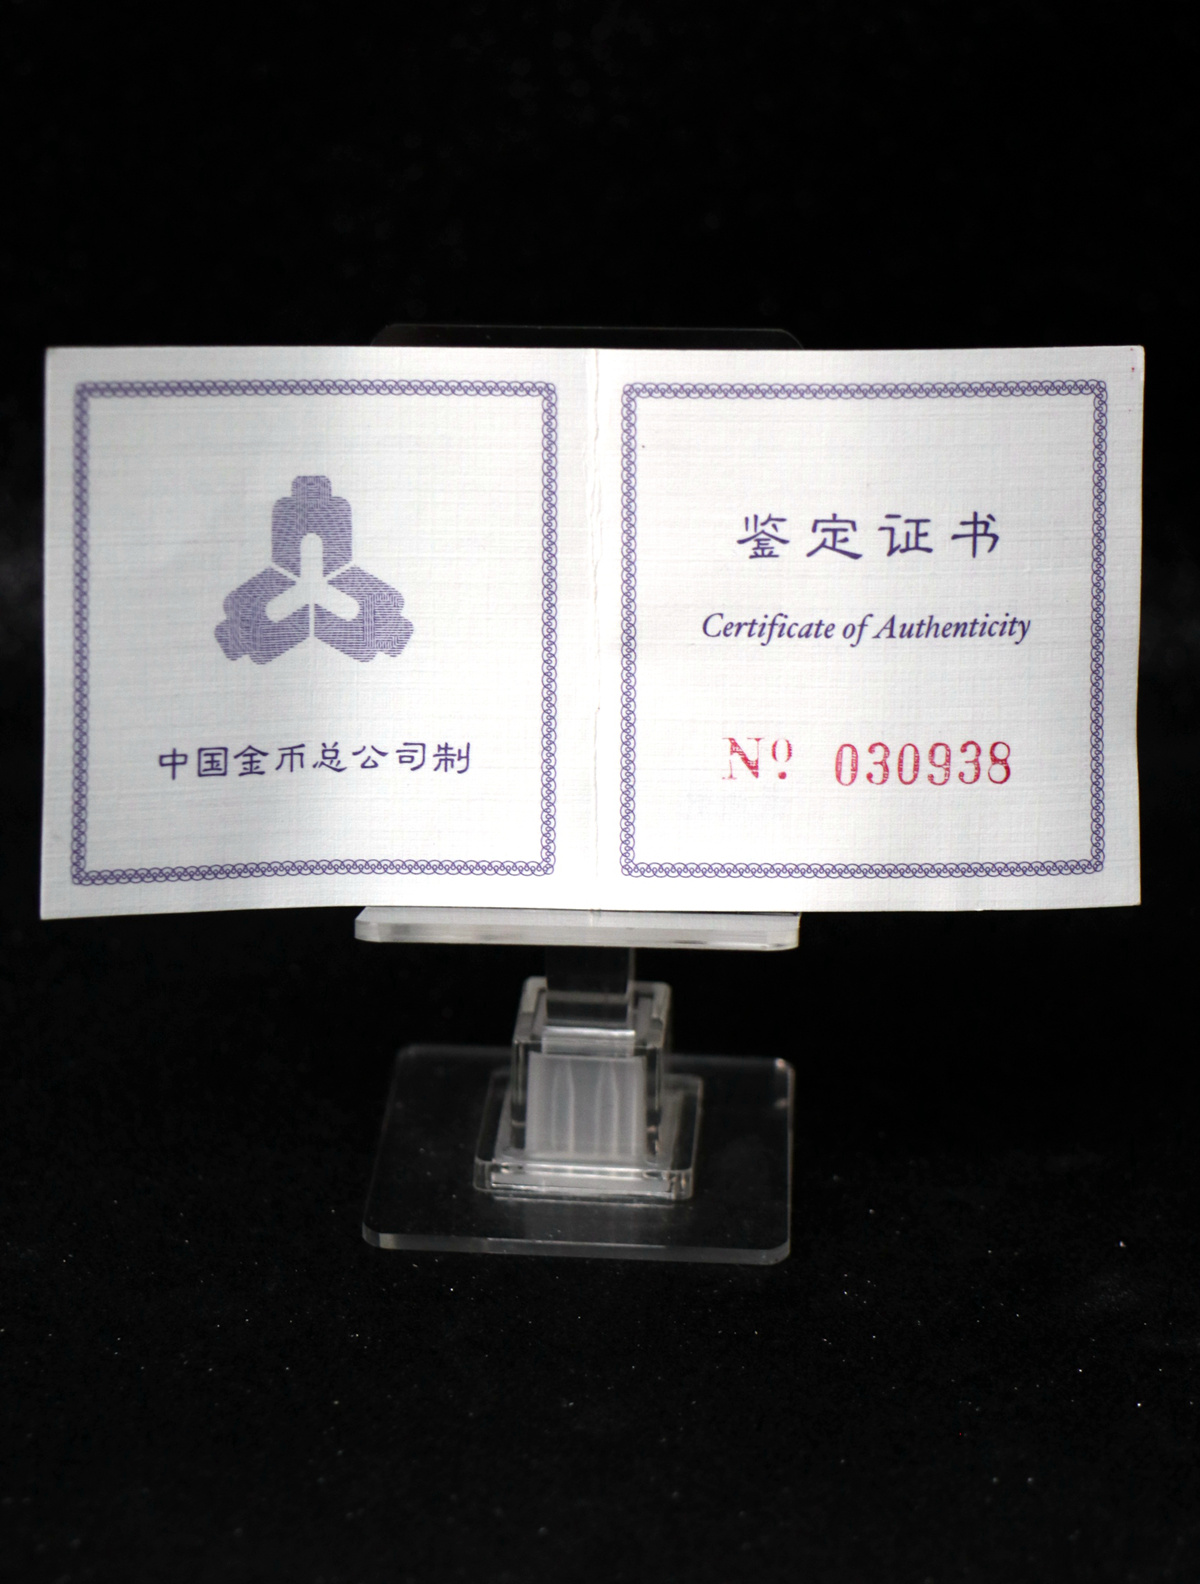 中国金币总公司制
鉴定证书
Certificate of Authenticity
Nº 030938